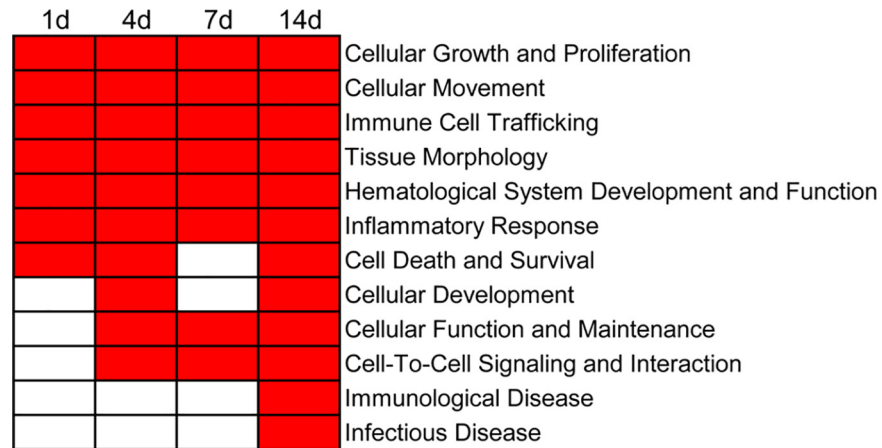 1d 4d 7d 14d
Cellular Growth and Proliferation
Cellular Movement
Immune Cell Trafficking
Tissue Morphology
Hematological System Development and Function
Inflammatory Response
Cell Death and Survival
Cellular Development
Cellular Function and Maintenance
Cell-To-Cell Signaling and Interaction
Immunological Disease
Infectious Disease